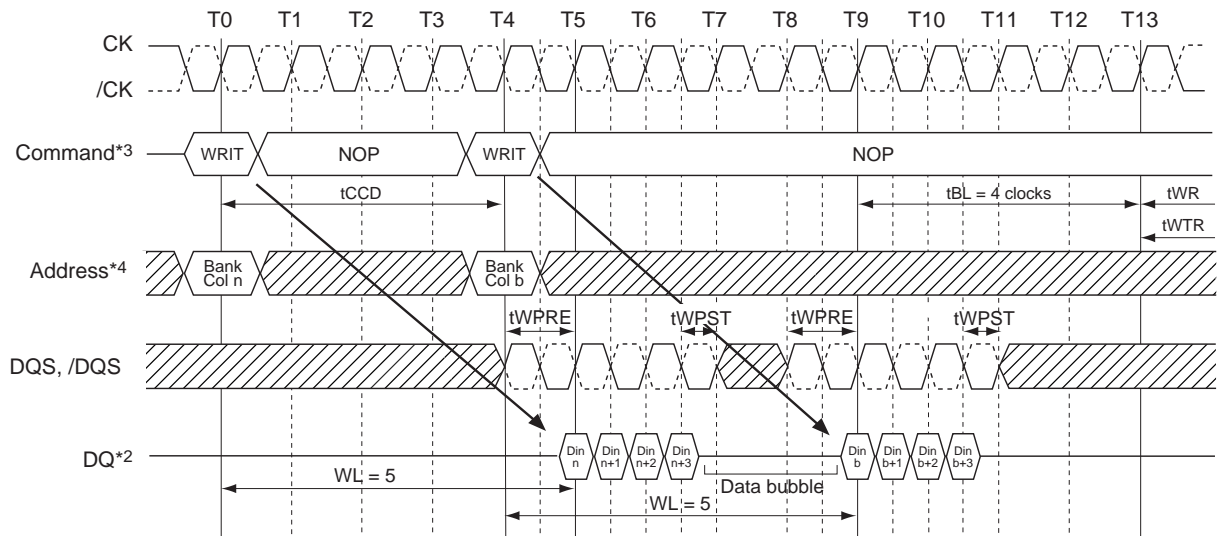 T0 T1 T2 T3 T4 T5 T6 T7 T8 T9 T10 T11 T12 T13
CK
/CK
Command*3
WRIT NOP WRIT NOP
tCCD tBL = 4 clocks tWR
tWTR
Address*4
Bank
Col n
Bank
Col b
tWPRE tWPST tWPRE tWPST
DQS, /DQS
DQ*2
Din
n
Din
n+1
Din
n+2
Din
n+3
Din
b
Din
b+1
Din
b+2
Din
b+3
WL = 5
Data bubble
WL = 5